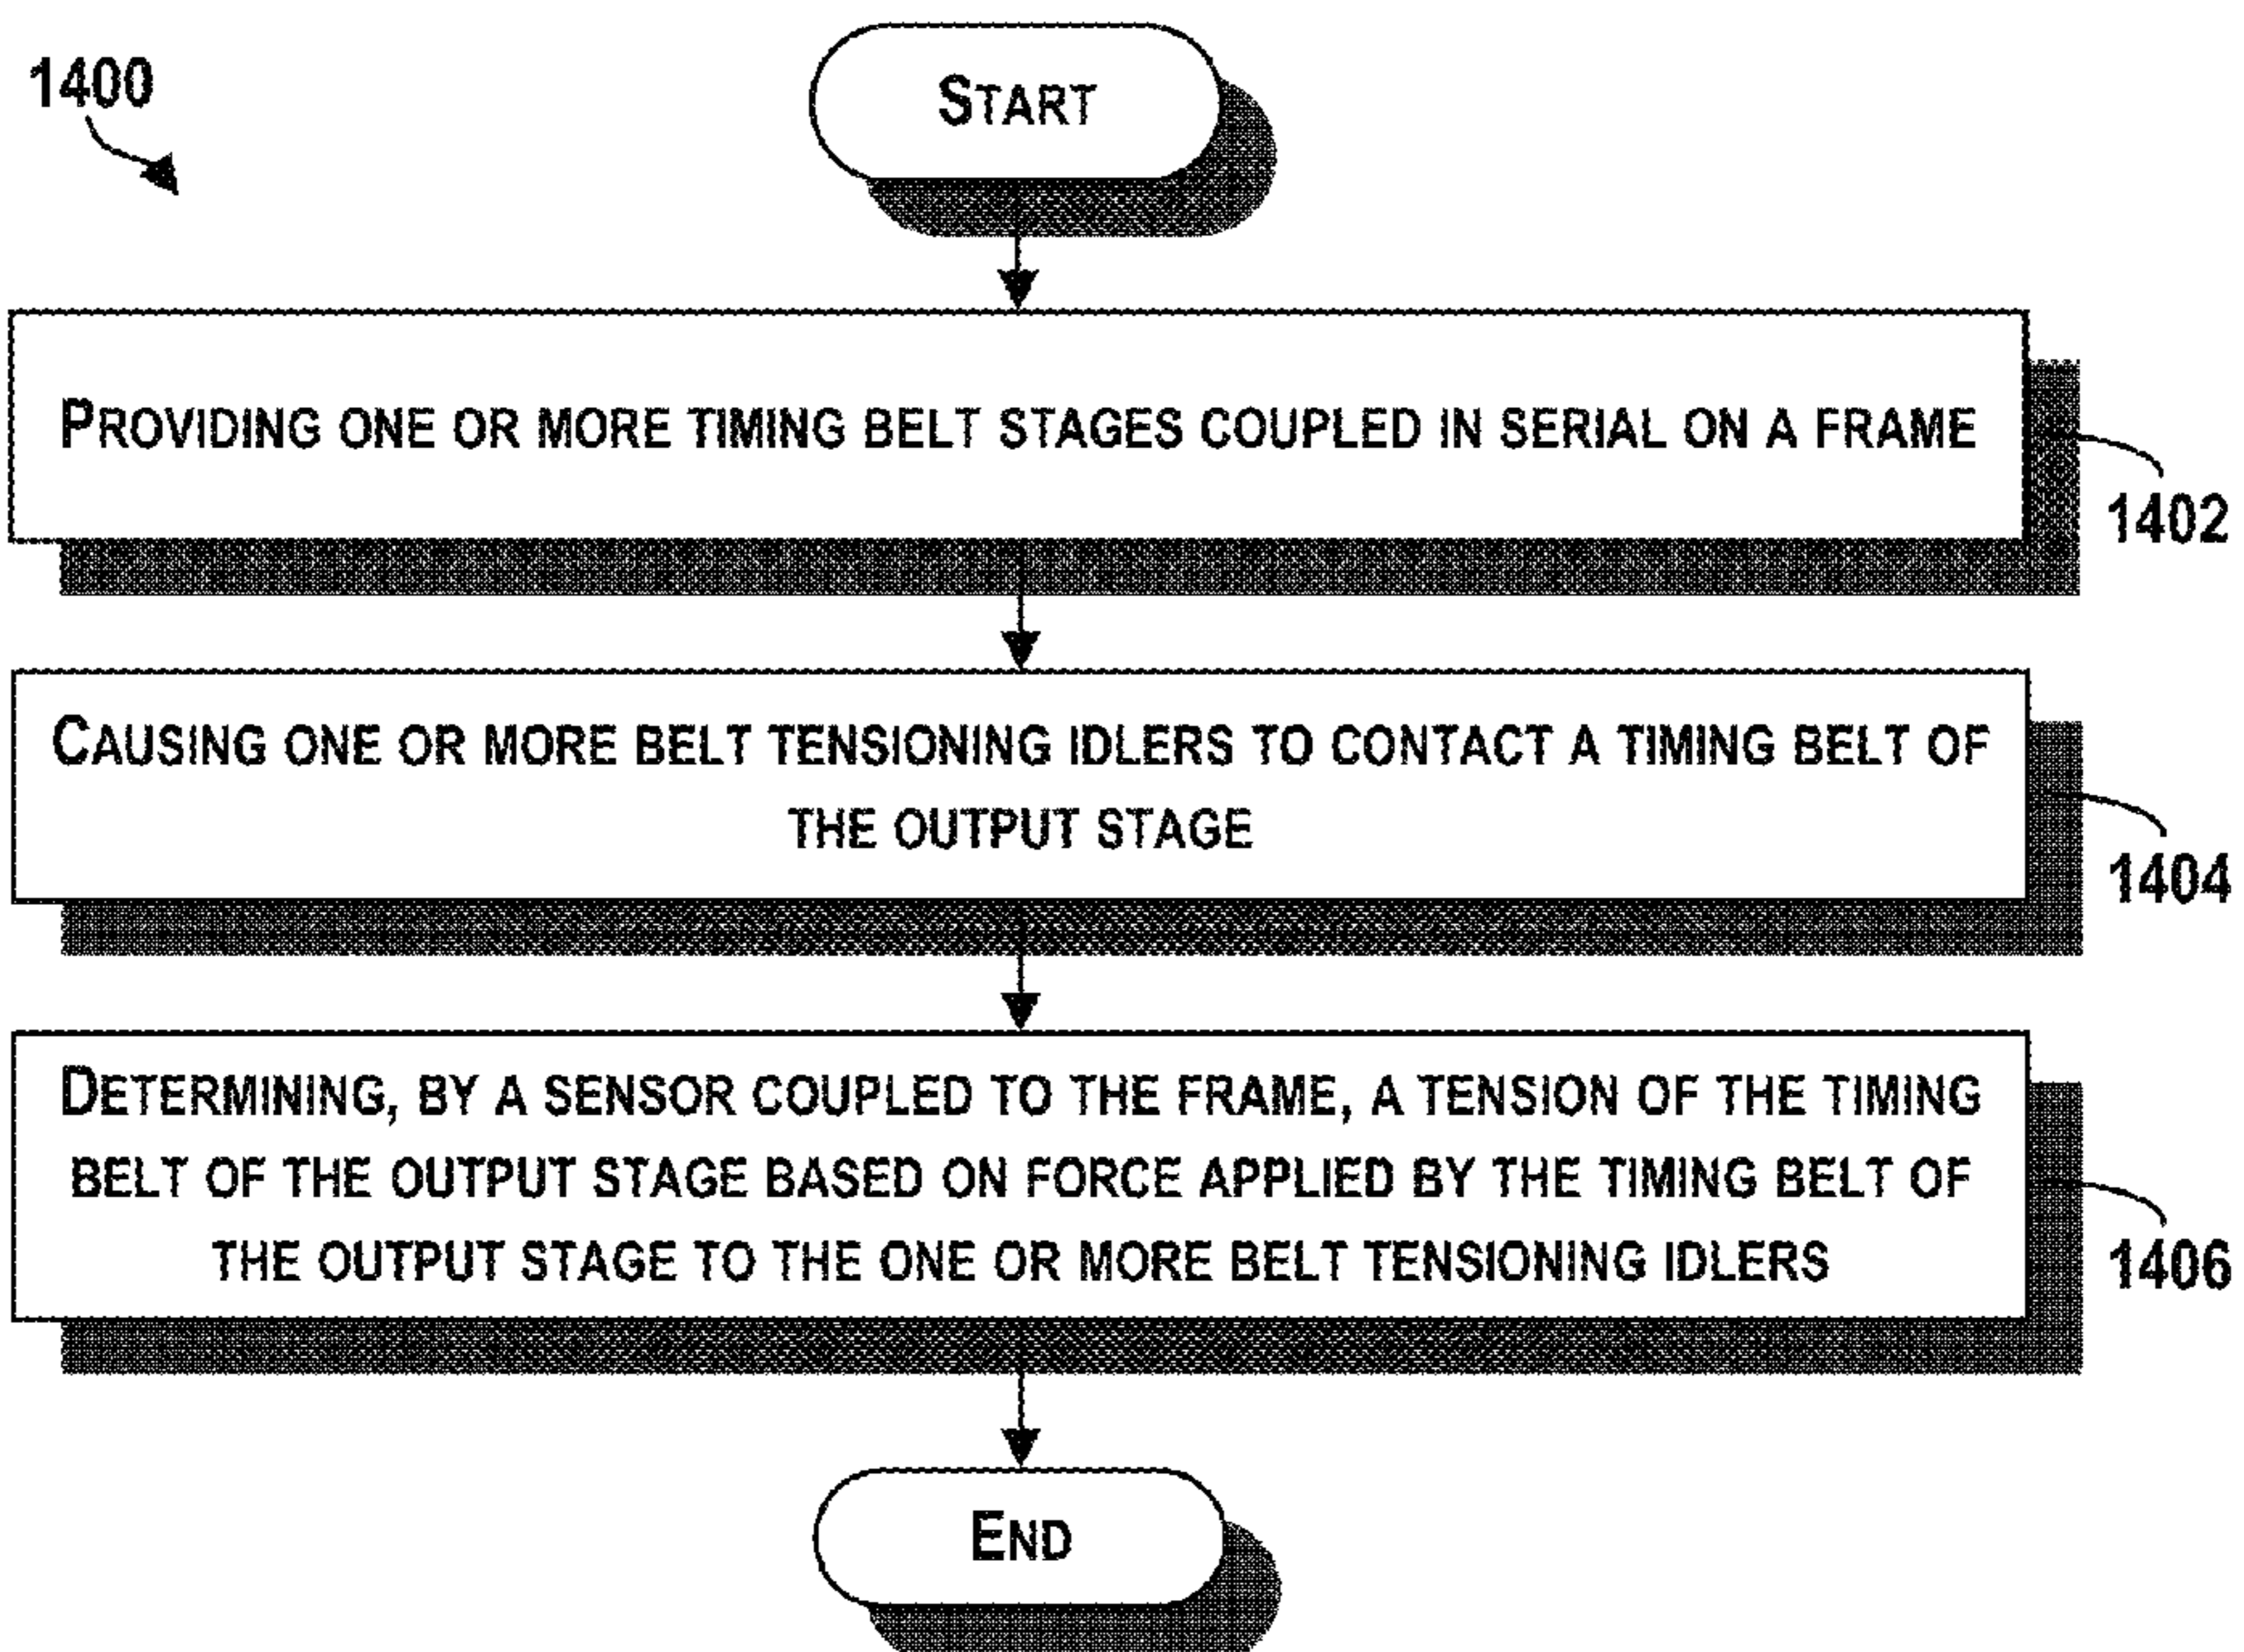 1400
START
PROVIDING ONE OR MORE TIMING BELT STAGES COUPLED IN SERIAL ON A FRAME
1402
CAUSING ONE OR MORE BELT TENSIONING IDLERS TO CONTACT A TIMING BELT OF
THE OUTPUT STAGE
1404
DETERMINING, BY A SENSOR COUPLED TO THE FRAME, A TENSION OF THE TIMING
BELT OF THE OUTPUT STAGE BASED ON FORCE APPLIED BY THE TIMING BELT OF
THE OUTPUT STAGE TO THE ONE OR MORE BELT TENSIONING IDLERS
1406
END